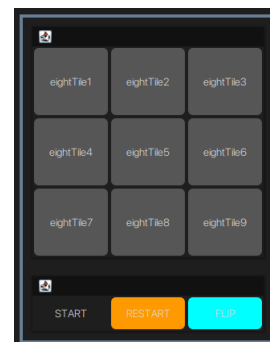 eightTile1 eightTile2 eightTile3
eightTile4 eightTile5 eightTile6
eightTile7 eightTile8 eightTile9
START RESTART FLIP